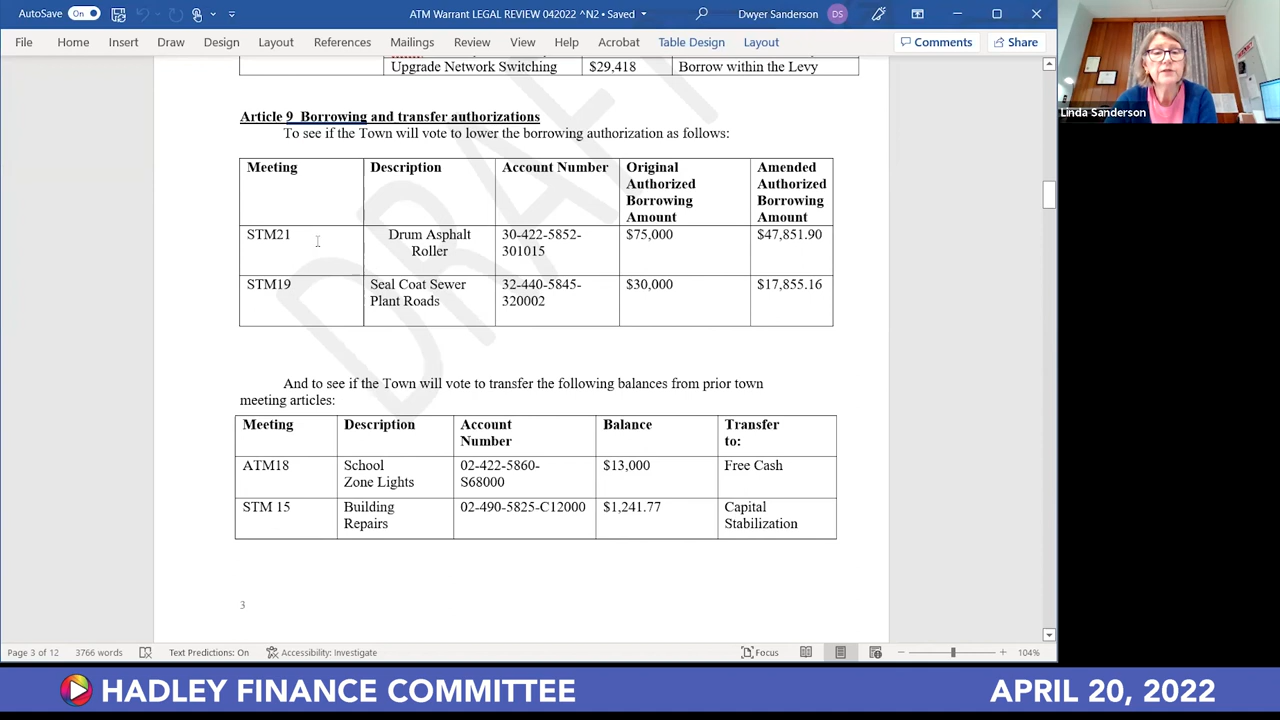 AutoSave On ATM Warrant LEGAL REVIEW 042022 ^N2 • Saved Dwyer Sanderson DS
File Home Insert Draw Design Layout References Mailings Review View Help Acrobat Table Design Layout Comments Share
Upgrade Network Switching $29,418 Borrow within the Levy
Article 9 Borrowing and transfer authorizations
To see if the Town will vote to lower the borrowing authorization as follows:
Meeting Description Account Number Original Amended
Authorized Authorized
Borrowing Borrowing
Amount Amount
STM21 Drum Asphalt 30-422-5852- $75,000 $47,851.90
Roller 301015
STM19 Seal Coat Sewer 32-440-5845- $30,000 $17,855.16
Plant Roads 320002
And to see if the Town will vote to transfer the following balances from prior town
meeting articles:
Meeting Description Account Balance Transfer
Number to:
ATM18 School 02-422-5860- $13,000 Free Cash
Zone Lights S68000
STM 15 Building 02-490-5825-C12000 $1,241.77 Capital
Repairs Stabilization
DRAFT
3
Page 3 of 12 3766 words Text Predictions: On Accessibility: Investigate Focus 104%
Linda Sanderson
HADLEY FINANCE COMMITTEE APRIL 20, 2022